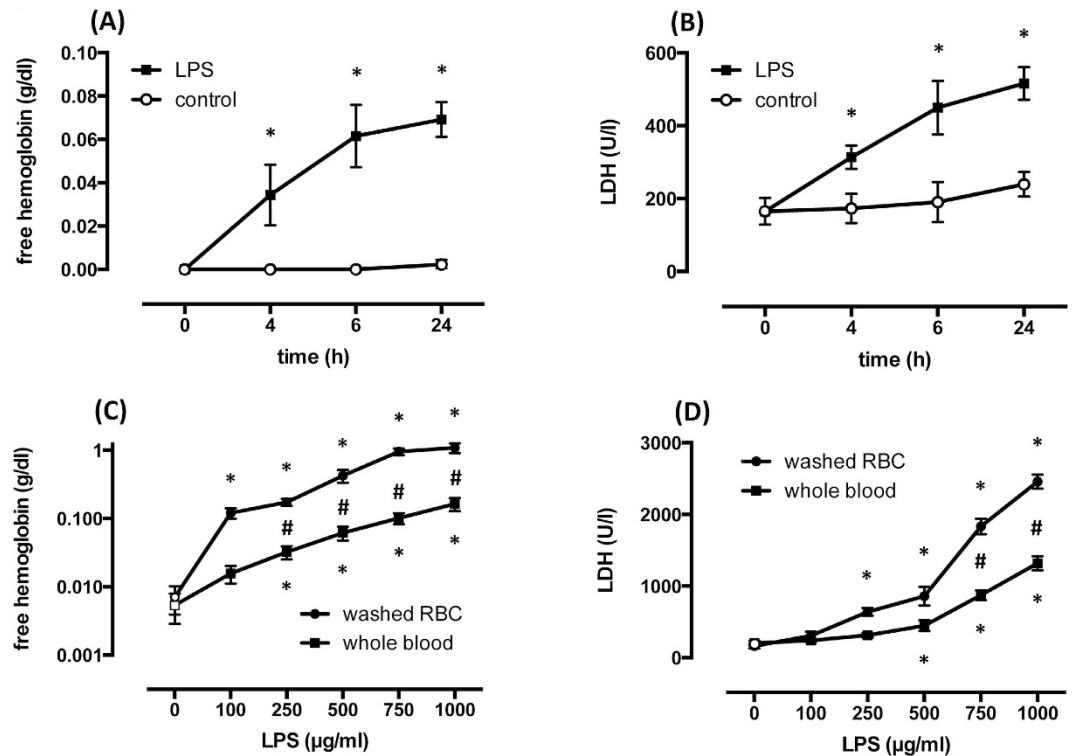 (A)
0.10
0.08
0.06
0.04
0.02
0.00
free hemoglobin (g/dl)
LPS
control
*
*
*
0
4
6
24
time (h)
(B)
600
400
200
0
LDH (U/l)
LPS
control
*
*
*
0
4
6
24
time (h)
(C)
1
0.100
0.010
0.001
free hemoglobin (g/dl)
* * * * *
# # # #
* * * *
washed RBC
whole blood
0 100 250 500 750 1000
LPS (µg/ml)
(D)
3000
2000
1000
0
LDH (U/l)
washed RBC
whole blood
* * * *
# #
* * *
0 100 250 500 750 1000
LPS (µg/ml)